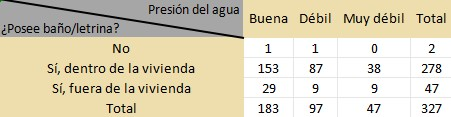 Presión del agua
¿Posee baño/letrina?
Buena Débil Muy débil Total
No 1 1 0 2
Sí, dentro de la vivienda 153 87 38 278
Sí, fuera de la vivienda 29 9 9 47
Total 183 97 47 327